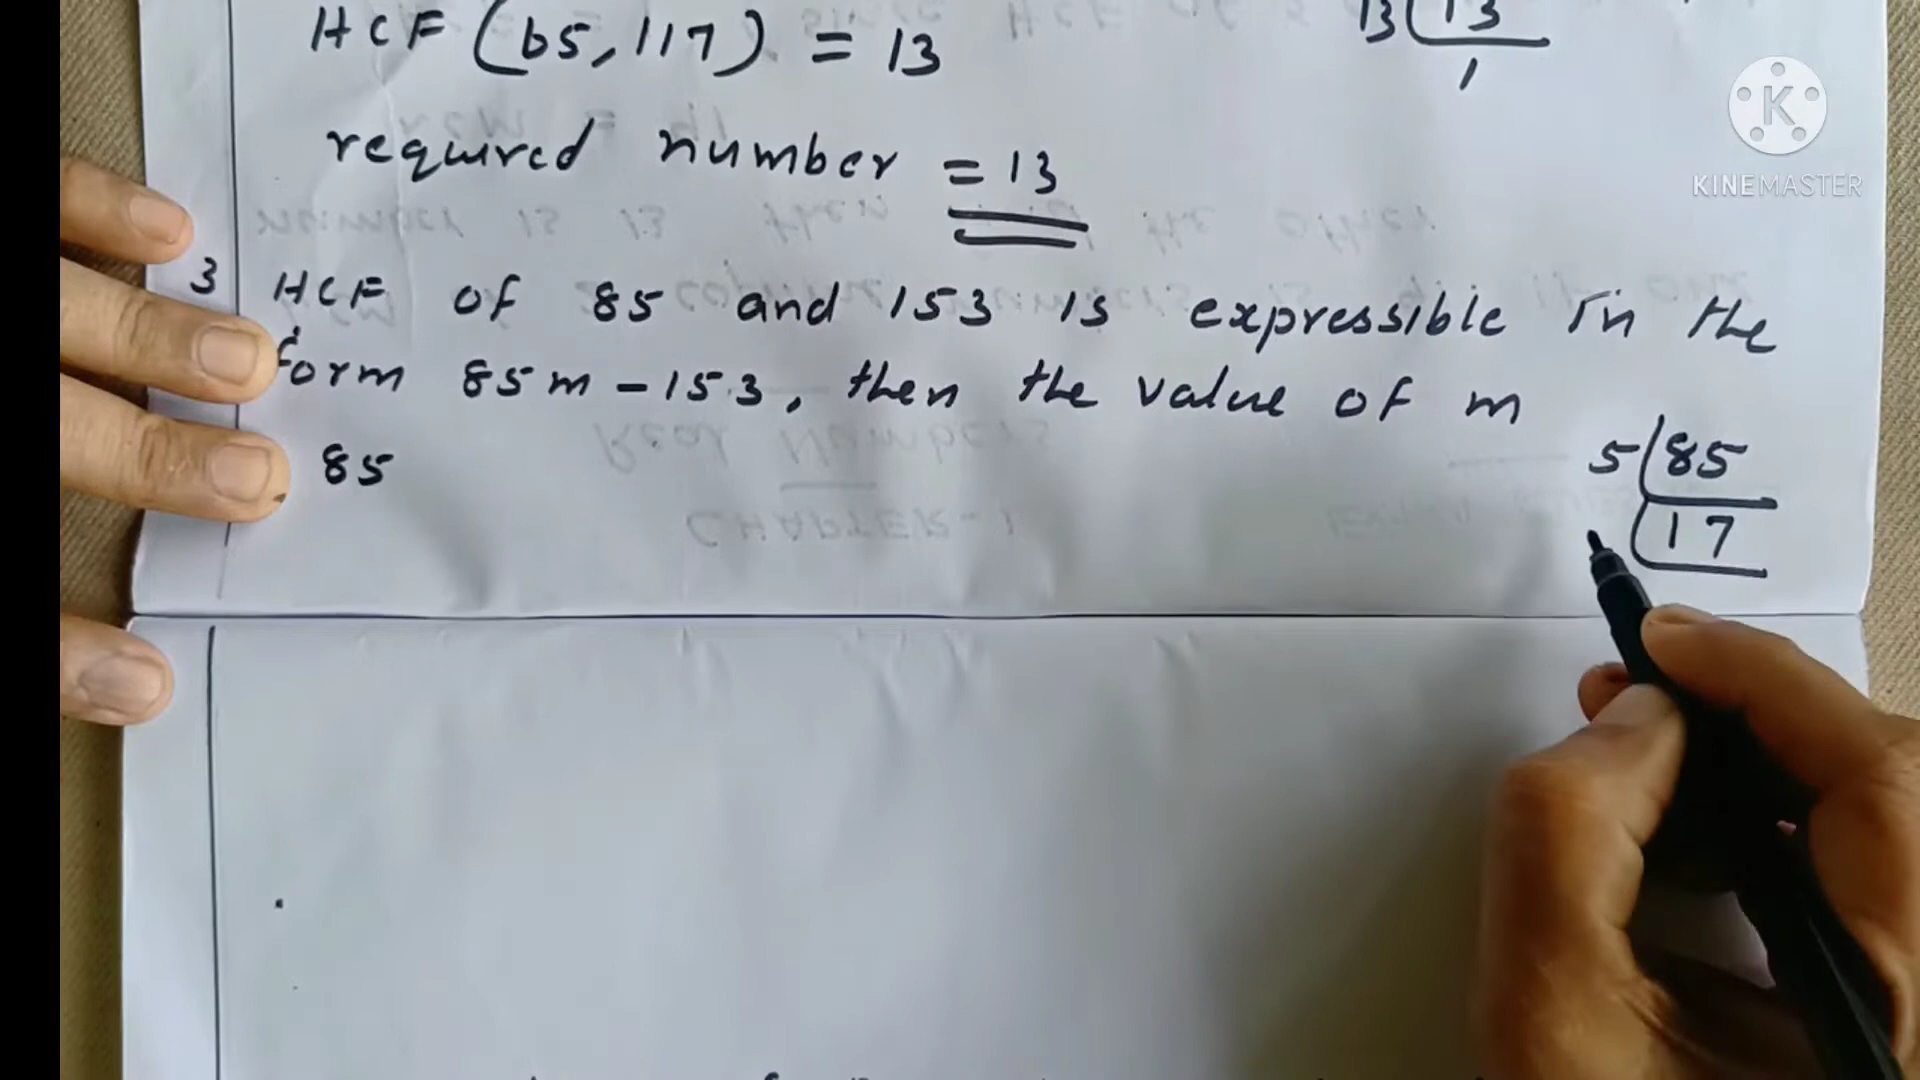 HCF (65, 117) = 13
13 13
1
required number = 13
KINEMASTER
3 HCF of 85 and 153 is expressible in the
form 85m - 153, then the value of m
85
5 85
17